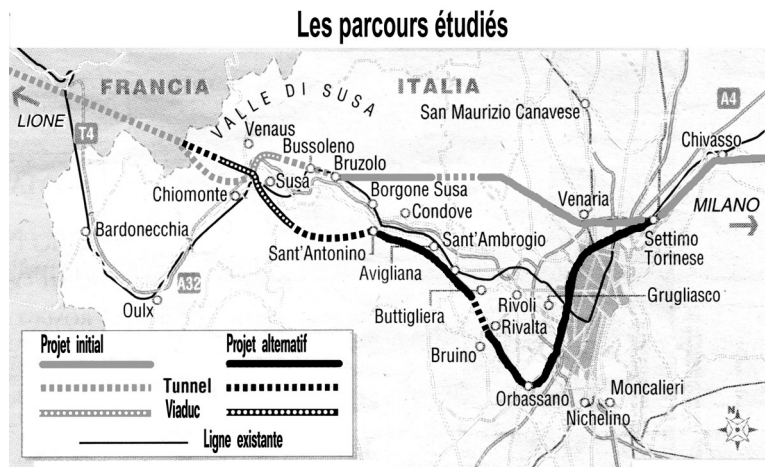 Les parcours étudiés
FRANCIA
ITALIA
VALLE DI SUSA
LIONE
T4
A4
San Maurizio Canavese
Venaus
Bussoleno
Bruzolo
Chivasso
Chiomonte
Susa
Borgone Susa
Condove
Venaria
MILANO
Bardonecchia
Sant'Antonino
Sant'Ambrogio
Settimo
Torinese
Avigliana
A32
Oulx
Buttigliera
Rivoli
Grugliasco
Rivalta
Bruino
Orbassano
Moncalieri
Nichelino
N
Projet initial
Projet alternatif
Tunnel
Viaduc
Ligne existante